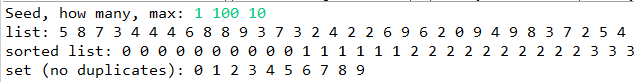 Seed, how many, max: 1 100 10
list: 5 8 7 3 4 4 4 6 8 8 9 3 7 3 2 4 2 2 6 9 6 2 0 9 4 9 8 3 7 2 5 4
sorted list: 0 0 0 0 0 0 0 0 0 0 1 1 1 1 1 1 2 2 2 2 2 2 2 2 2 2 2 3 3 3
set (no duplicates): 0 1 2 3 4 5 6 7 8 9